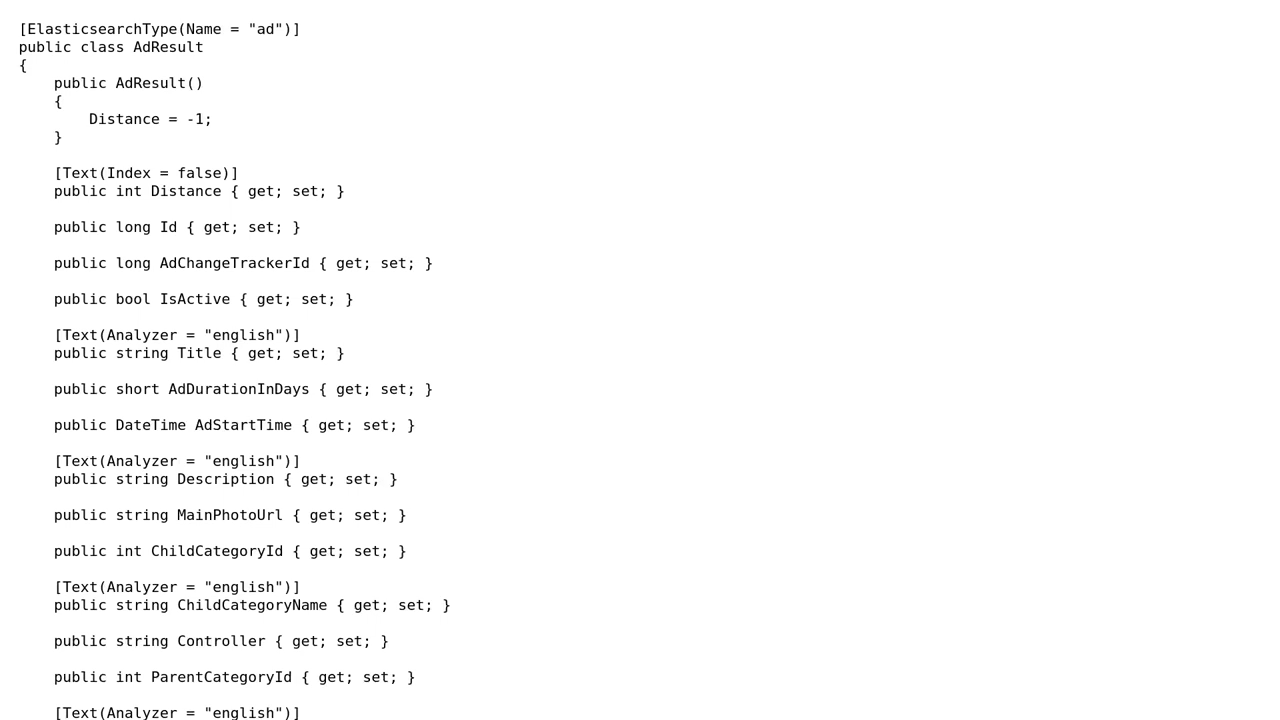 [ElasticsearchType(Name = "ad")]
public class AdResult
{
    public AdResult()
    {
        Distance = -1;
    }

    [Text(Index = false)]
    public int Distance { get; set; }

    public long Id { get; set; }

    public long AdChangeTrackerId { get; set; }

    public bool IsActive { get; set; }

    [Text(Analyzer = "english")]
    public string Title { get; set; }

    public short AdDurationInDays { get; set; }

    public DateTime AdStartTime { get; set; }

    [Text(Analyzer = "english")]
    public string Description { get; set; }

    public string MainPhotoUrl { get; set; }

    public int ChildCategoryId { get; set; }

    [Text(Analyzer = "english")]
    public string ChildCategoryName { get; set; }

    public string Controller { get; set; }

    public int ParentCategoryId { get; set; }

    [Text(Analyzer = "english")]